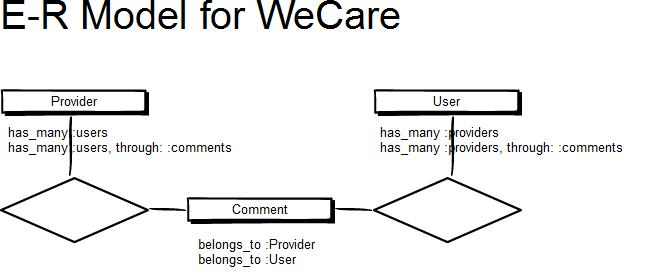 E-R Model for WeCare
Provider
has_many :users
has_many :users, through: :comments
User
has_many :providers
has_many :providers, through: :comments
Comment
belongs_to :Provider
belongs_to :User